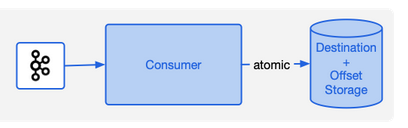 Consumer
atomic
Destination
+
Offset
Storage